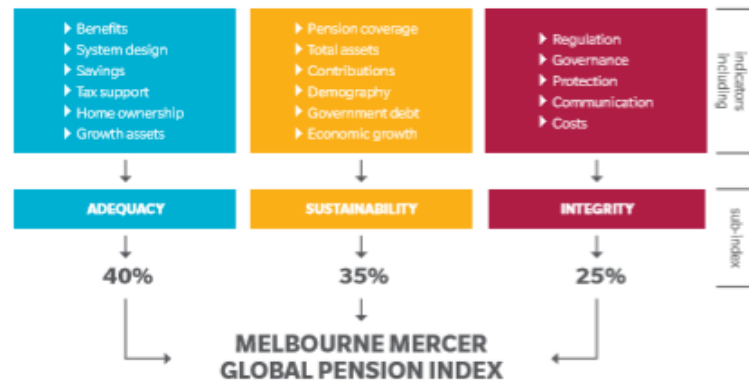 Benefits
System design
Savings
Tax support
Home ownership
Growth assets
Pension coverage
Total assets
Contributions
Demography
Government debt
Economic growth
Regulation
Governance
Protection
Communication
Costs
indicators
including
ADEQUACY
SUSTAINABILITY
INTEGRITY
sub-index
40%
35%
25%
MELBOURNE MERCER
GLOBAL PENSION INDEX